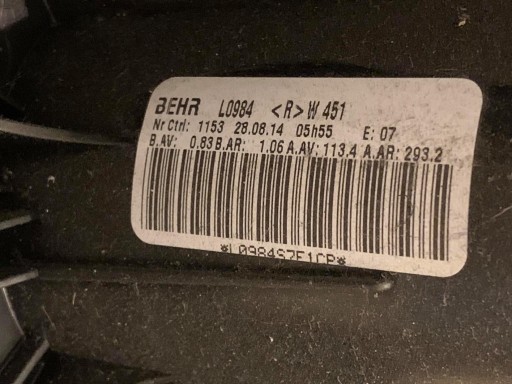 BEHR L0984 <R> W 451
Nr Ctrl: 1153 28.08.14 05h55 E: 07
B.AV: 0.83 B.AR: 1.06 A.AV: 113.4 A.AR: 293.2
*L0984S7E1CP*